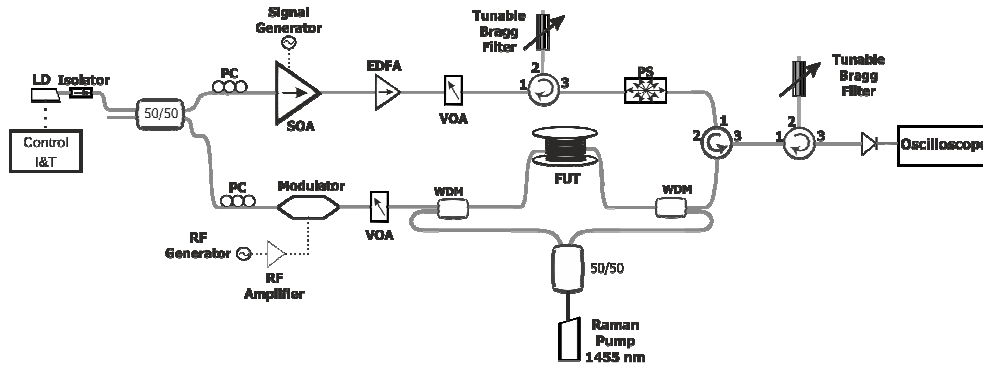 Signal
Generator
Tunable
Bragg
Filter
Tunable
Bragg
Filter
LD Isolator
PC
EDFA
2
1
3
PS
50/50
SOA
VOA
1
2
3
2
1
3
Control
I&T
Oscilloscope
FUT
PC
Modulator
WDM
WDM
VOA
RF
Generator
RF
Amplifier
50/50
Raman
Pump
1455 nm